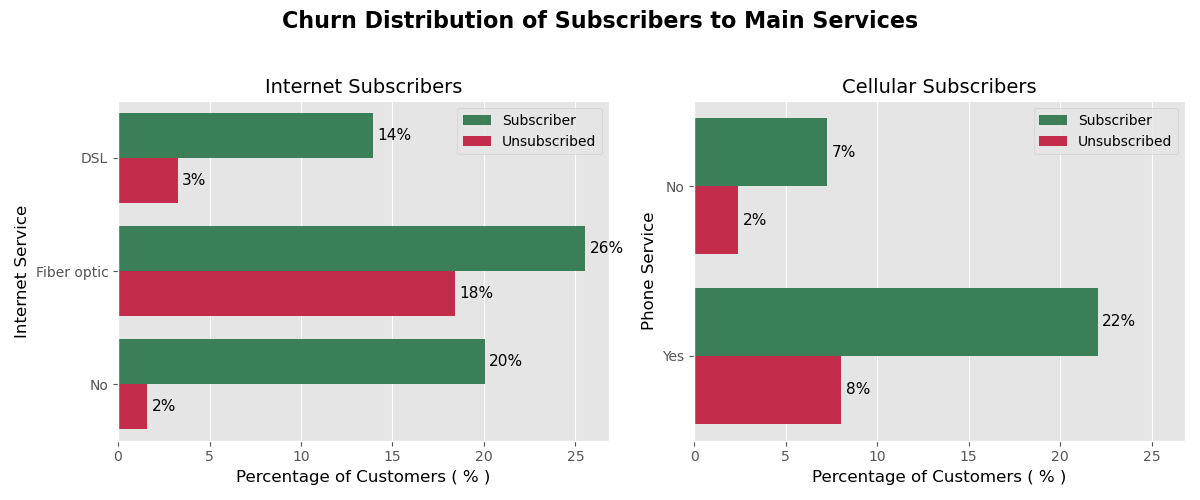 Churn Distribution of Subscribers to Main Services
Internet Subscribers
Subscriber
Unsubscribed
Internet Service
DSL
Fiber optic
No
14%
3%
26%
18%
20%
2%
0 5 10 15 20 25
Percentage of Customers ( % )
Cellular Subscribers
Subscriber
Unsubscribed
Phone Service
No
Yes
7%
2%
22%
8%
0 5 10 15 20 25
Percentage of Customers ( % )